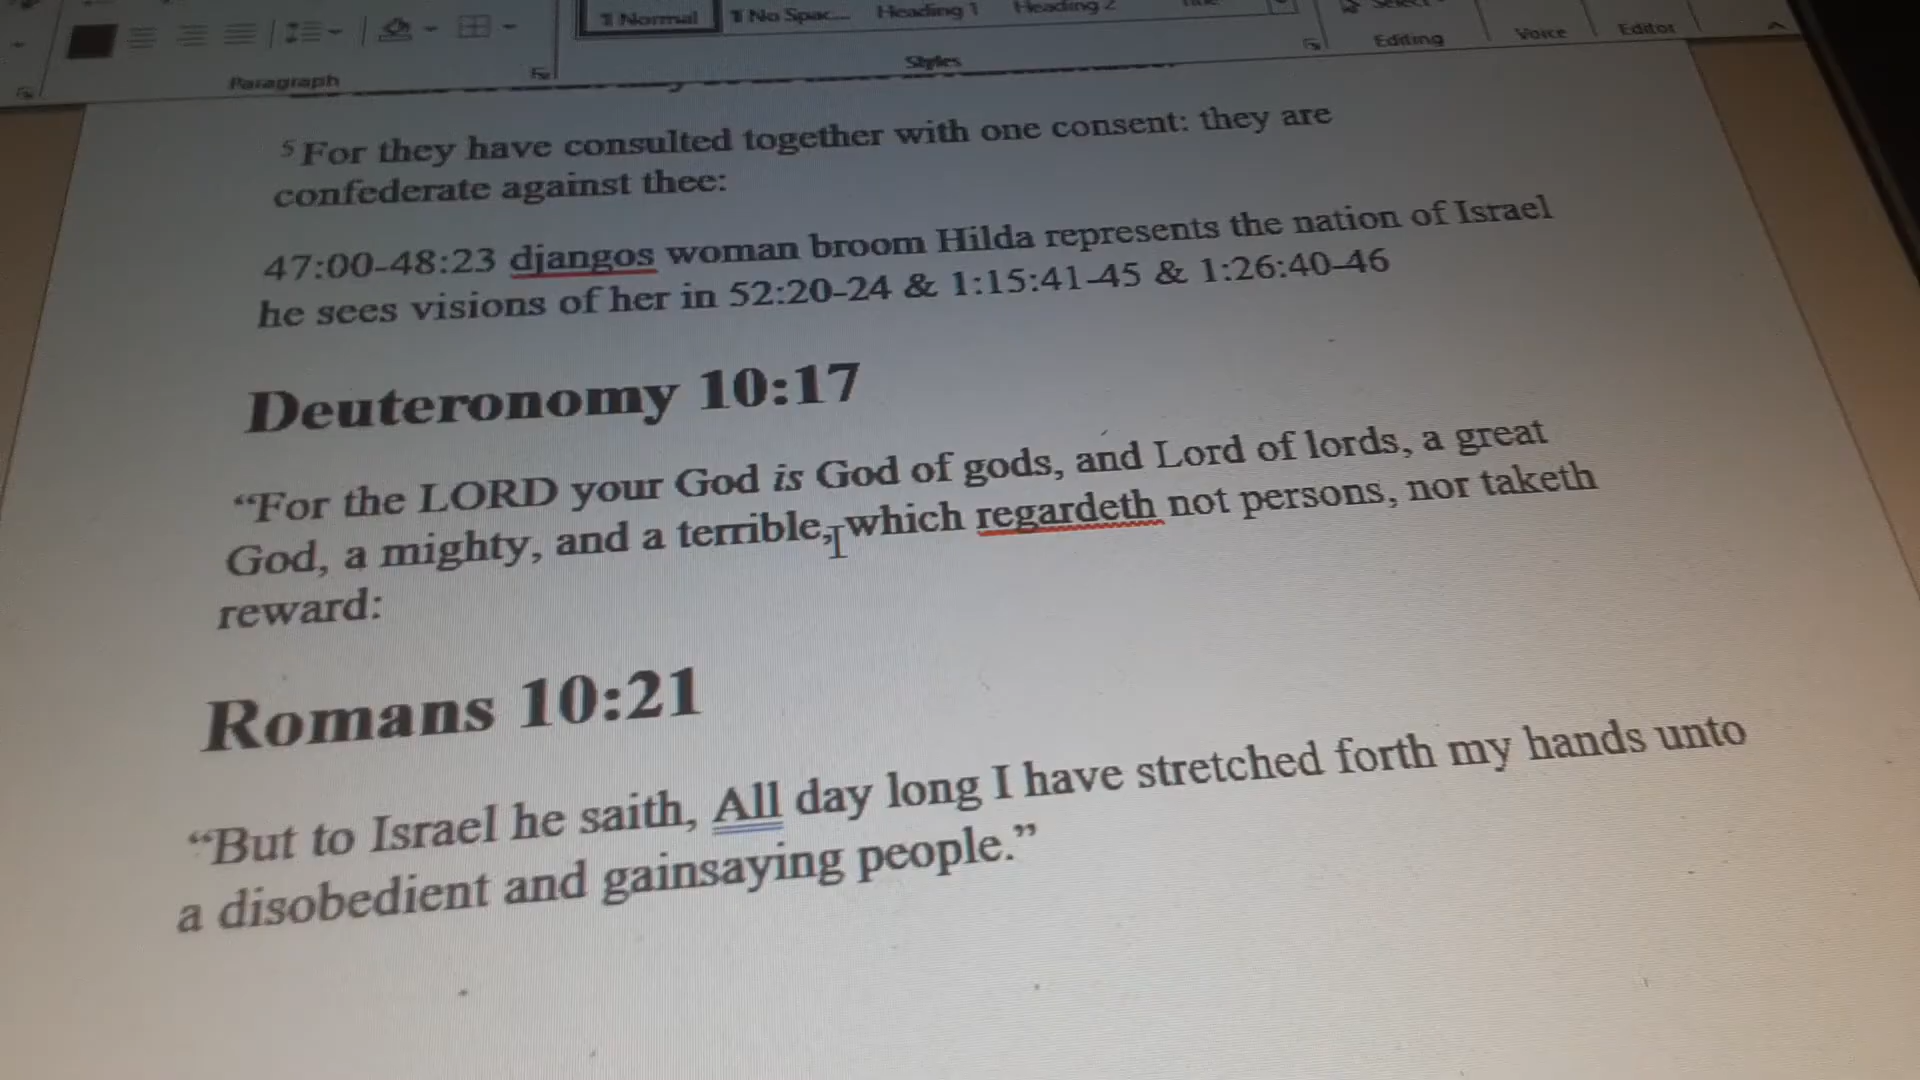 Normal
No Spac...
Heading 1
Heading 2
Paragraph
Styles
Editing
Voice
Editor
5 For they have consulted together with one consent: they are
confederate against thee:
47:00-48:23 djangos woman broom Hilda represents the nation of Israel
he sees visions of her in 52:20-24 & 1:15:41-45 & 1:26:40-46
Deuteronomy 10:17
“For the LORD your God is God of gods, and Lord of lords, a great
God, a mighty, and a terrible, which regardeth not persons, nor taketh
reward:
Romans 10:21
“But to Israel he saith, All day long I have stretched forth my hands unto
a disobedient and gainsaying people.”